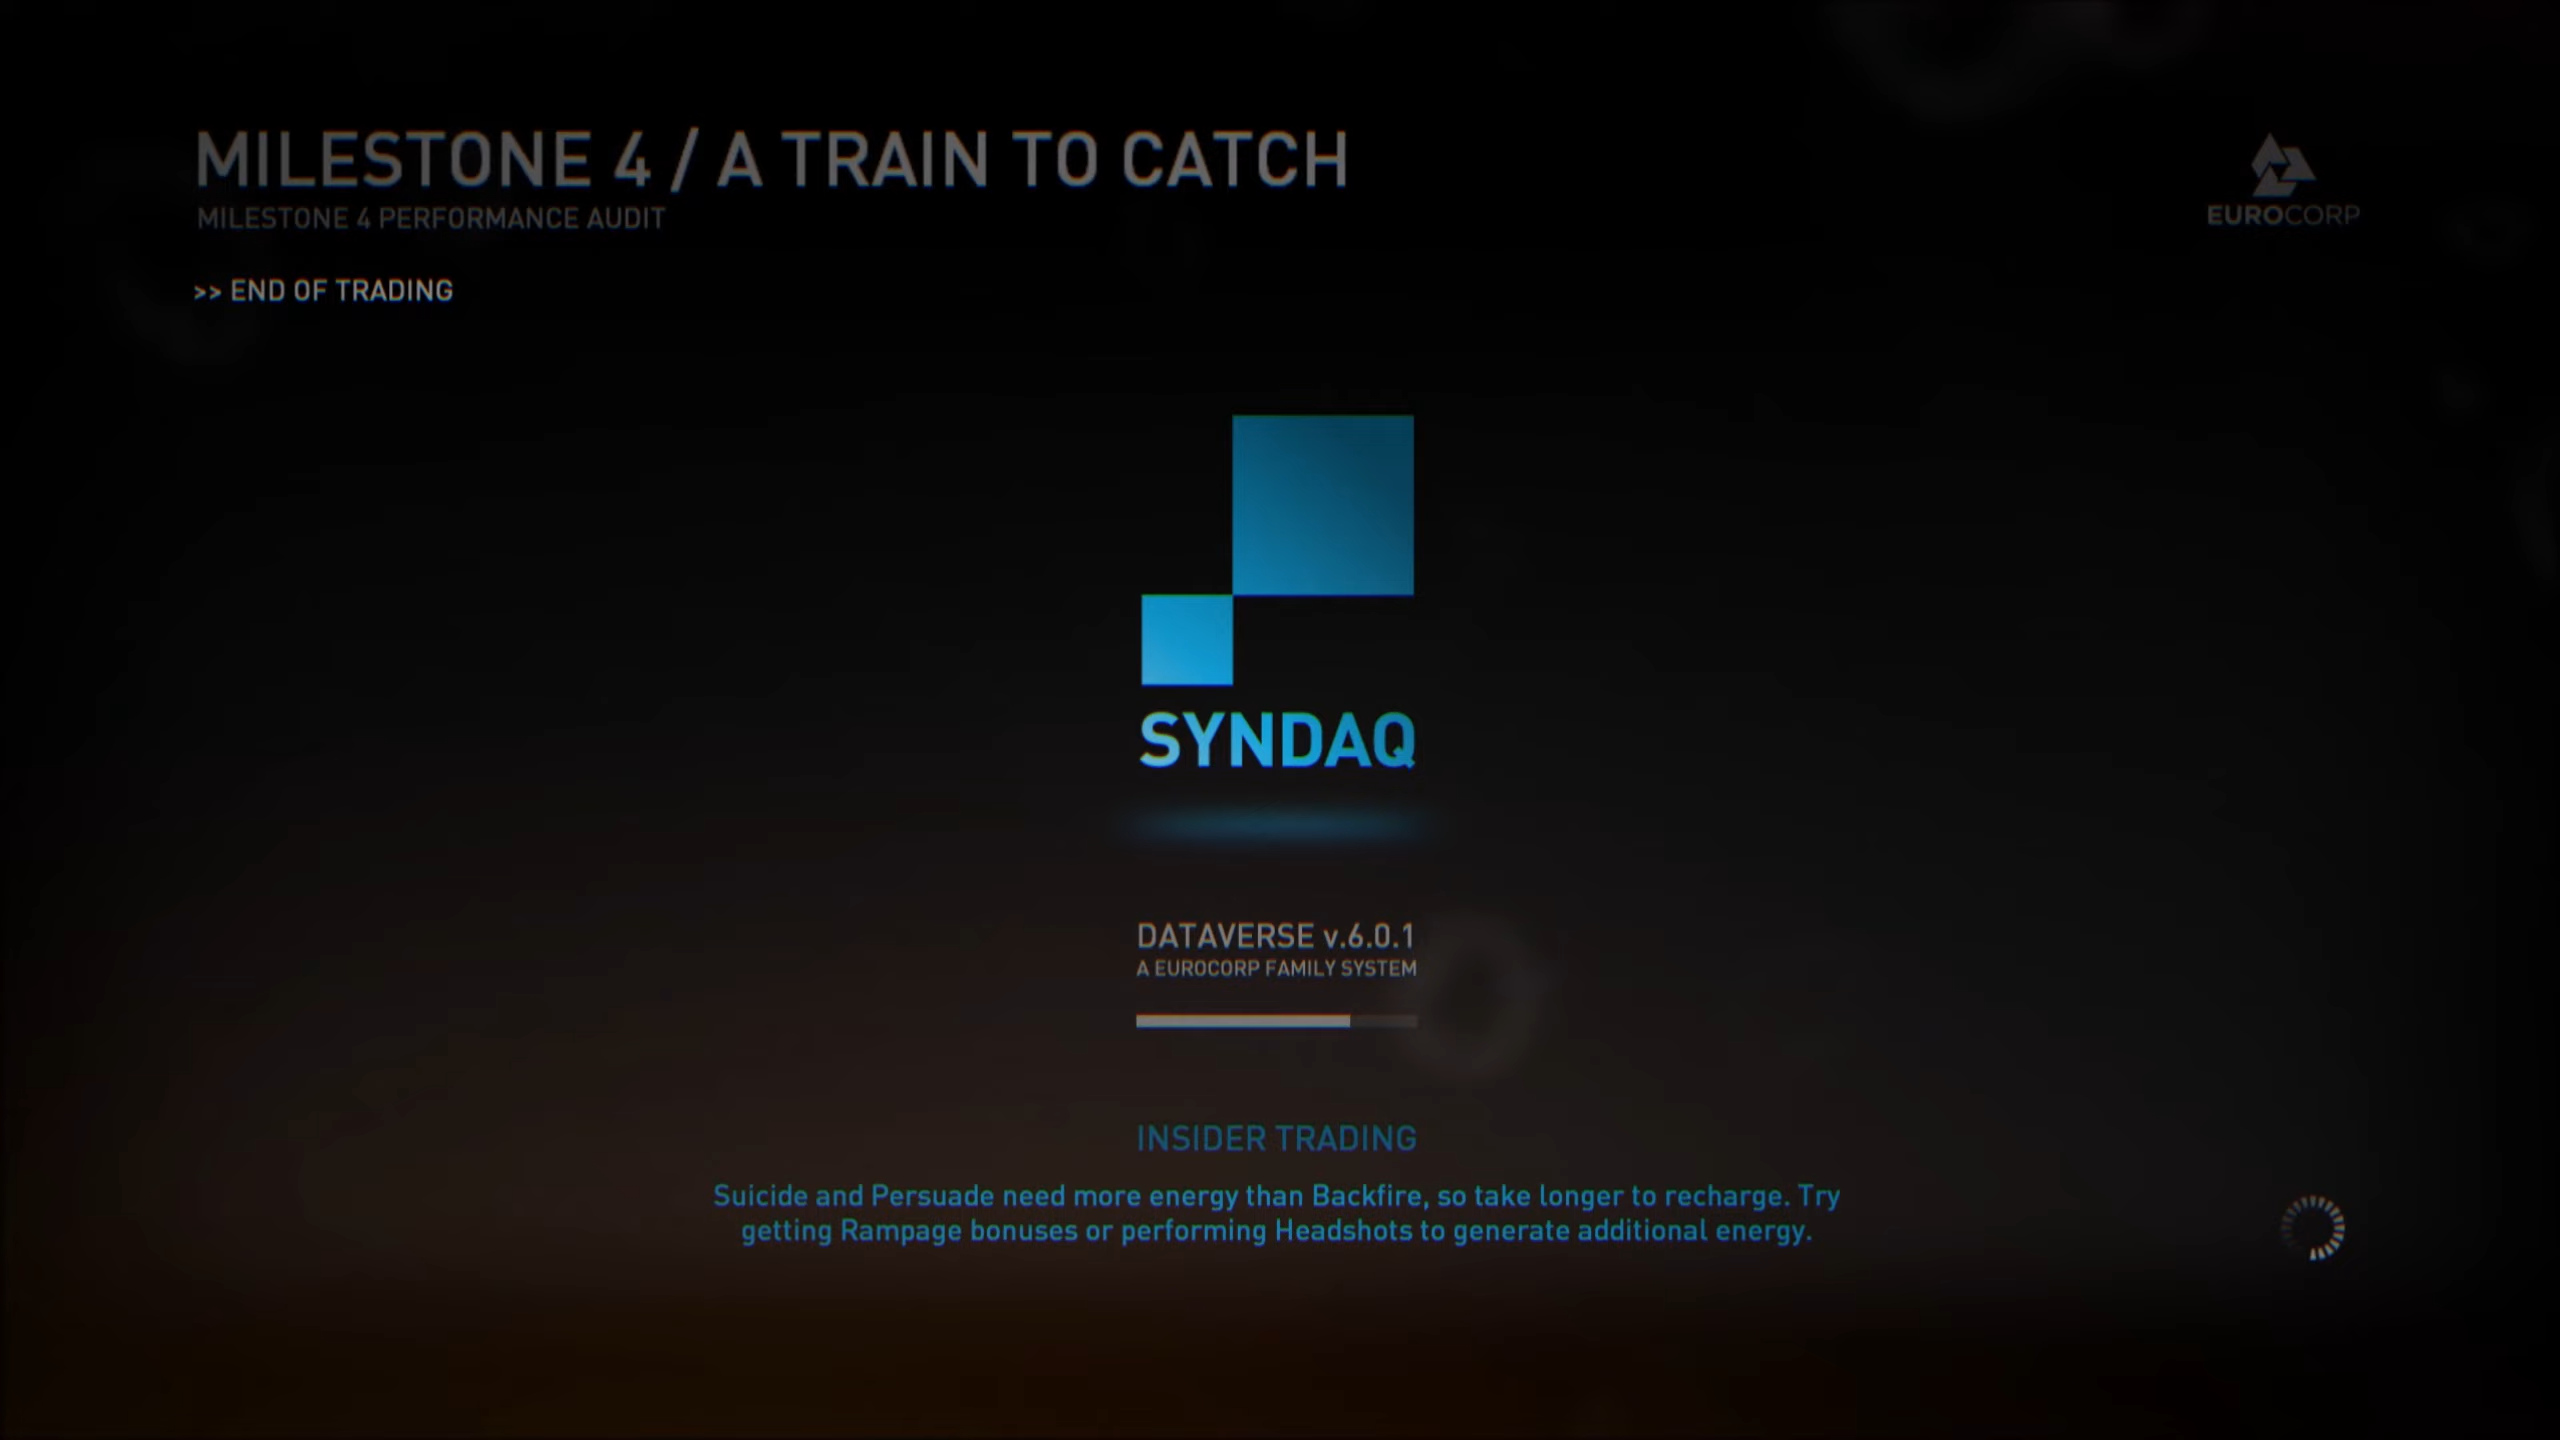 MILESTONE 4 / A TRAIN TO CATCH
MILESTONE 4 PERFORMANCE AUDIT
EUROCORP
>> END OF TRADING
SYNDAQ
DATAVERSE v.6.0.1
A EUROCORP FAMILY SYSTEM
INSIDER TRADING
Suicide and Persuade need more energy than Backfire, so take longer to recharge. Try
getting Rampage bonuses or performing Headshots to generate additional energy.